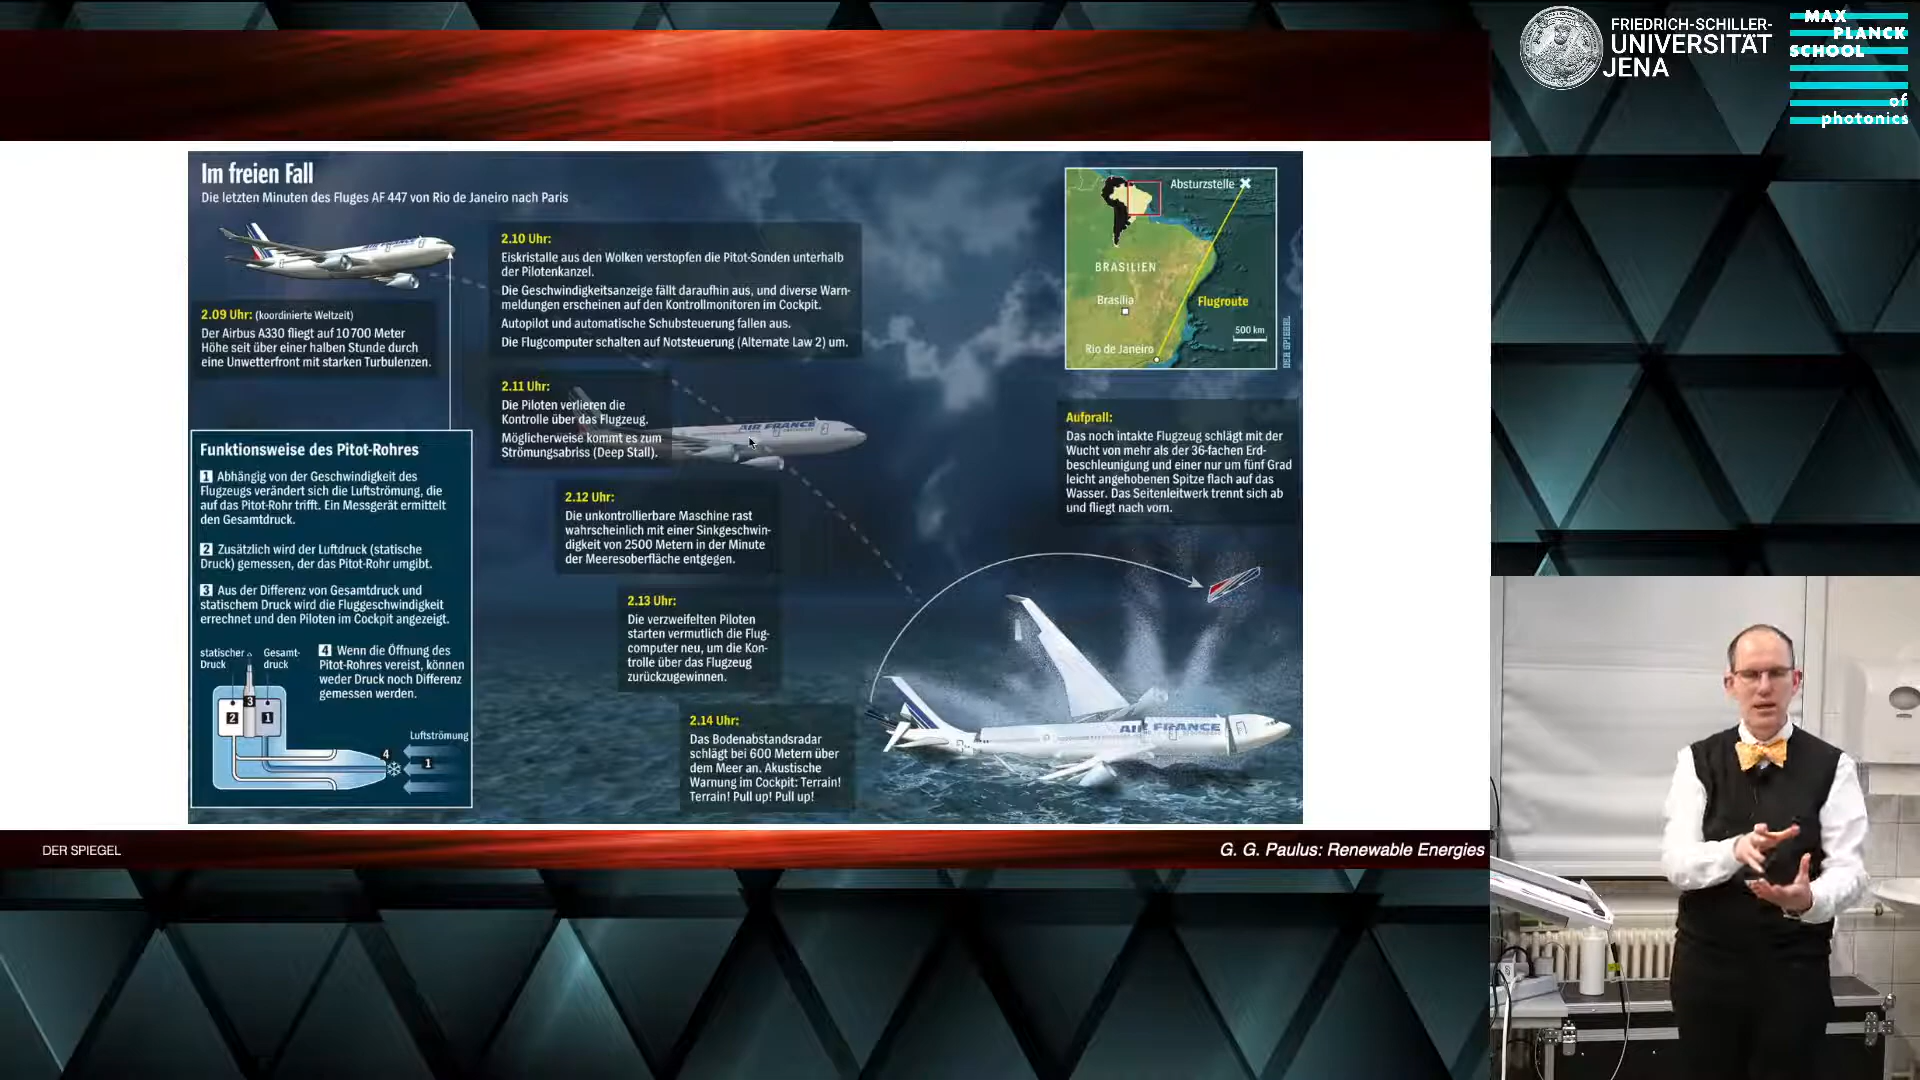 FRIEDRICH-SCHILLER-
UNIVERSITÄT
JENA
MAX
PLANCK
SCHOOL
of
photonics
Im freien Fall
Die letzten Minuten des Fluges AF 447 von Rio de Janeiro nach Paris
AIR FRANCE
2.09 Uhr: (koordinierte Weltzeit)
Der Airbus A330 fliegt auf 10 700 Meter
Höhe seit über einer halben Stunde durch
eine Unwetterfront mit starken Turbulenzen.
2.10 Uhr:
Eiskristalle aus den Wolken verstopfen die Pitot-Sonden unterhalb
der Pilotenkanzel.
Die Geschwindigkeitsanzeige fällt daraufhin aus, und diverse Warn-
meldungen erscheinen auf den Kontrollmonitoren im Cockpit.
Autopilot und automatische Schubsteuerung fallen aus.
Die Flugcomputer schalten auf Notsteuerung (Alternate Law 2) um.
2.11 Uhr:
Die Piloten verlieren die
Kontrolle über das Flugzeug.
Möglicherweise kommt es zum
Strömungsabriss (Deep Stall).
AIR FRANCE
2.12 Uhr:
Die unkontrollierbare Maschine rast
wahrscheinlich mit einer Sinkgeschwin-
digkeit von 2500 Metern in der Minute
der Meeresoberfläche entgegen.
2.13 Uhr:
Die verzweifelten Piloten
starten vermutlich die Flug-
computer neu, um die Kon-
trolle über das Flugzeug
zurückzugewinnen.
2.14 Uhr:
Das Bodenabstandsradar
schlägt bei 600 Metern über
dem Meer an. Akustische
Warnung im Cockpit: Terrain!
Terrain! Pull up! Pull up!
Absturzstelle
BRASILIEN
Brasília
Flugroute
500 km
Rio de Janeiro
DER SPIEGEL
Aufprall:
Das noch intakte Flugzeug schlägt mit der
Wucht von mehr als der 36-fachen Erd-
beschleunigung und einer nur um fünf Grad
leicht angehobenen Spitze flach auf das
Wasser. Das Seitenleitwerk trennt sich ab
und fliegt nach vorn.
AIR FRANCE
Funktionsweise des Pitot-Rohres
1 Abhängig von der Geschwindigkeit des
Flugzeugs verändert sich die Luftströmung, die
auf das Pitot-Rohr trifft. Ein Messgerät ermittelt
den Gesamtdruck.
2 Zusätzlich wird der Luftdruck (statische
Druck) gemessen, der das Pitot-Rohr umgibt.
3 Aus der Differenz von Gesamtdruck und
statischem Druck wird die Fluggeschwindigkeit
errechnet und den Piloten im Cockpit angezeigt.
4 Wenn die Öffnung des
Pitot-Rohres vereist, können
weder Druck noch Differenz
gemessen werden.
statischer
Druck
Gesamt-
druck
3
2
1
Luftströmung
4
1
DER SPIEGEL
G. G. Paulus: Renewable Energies